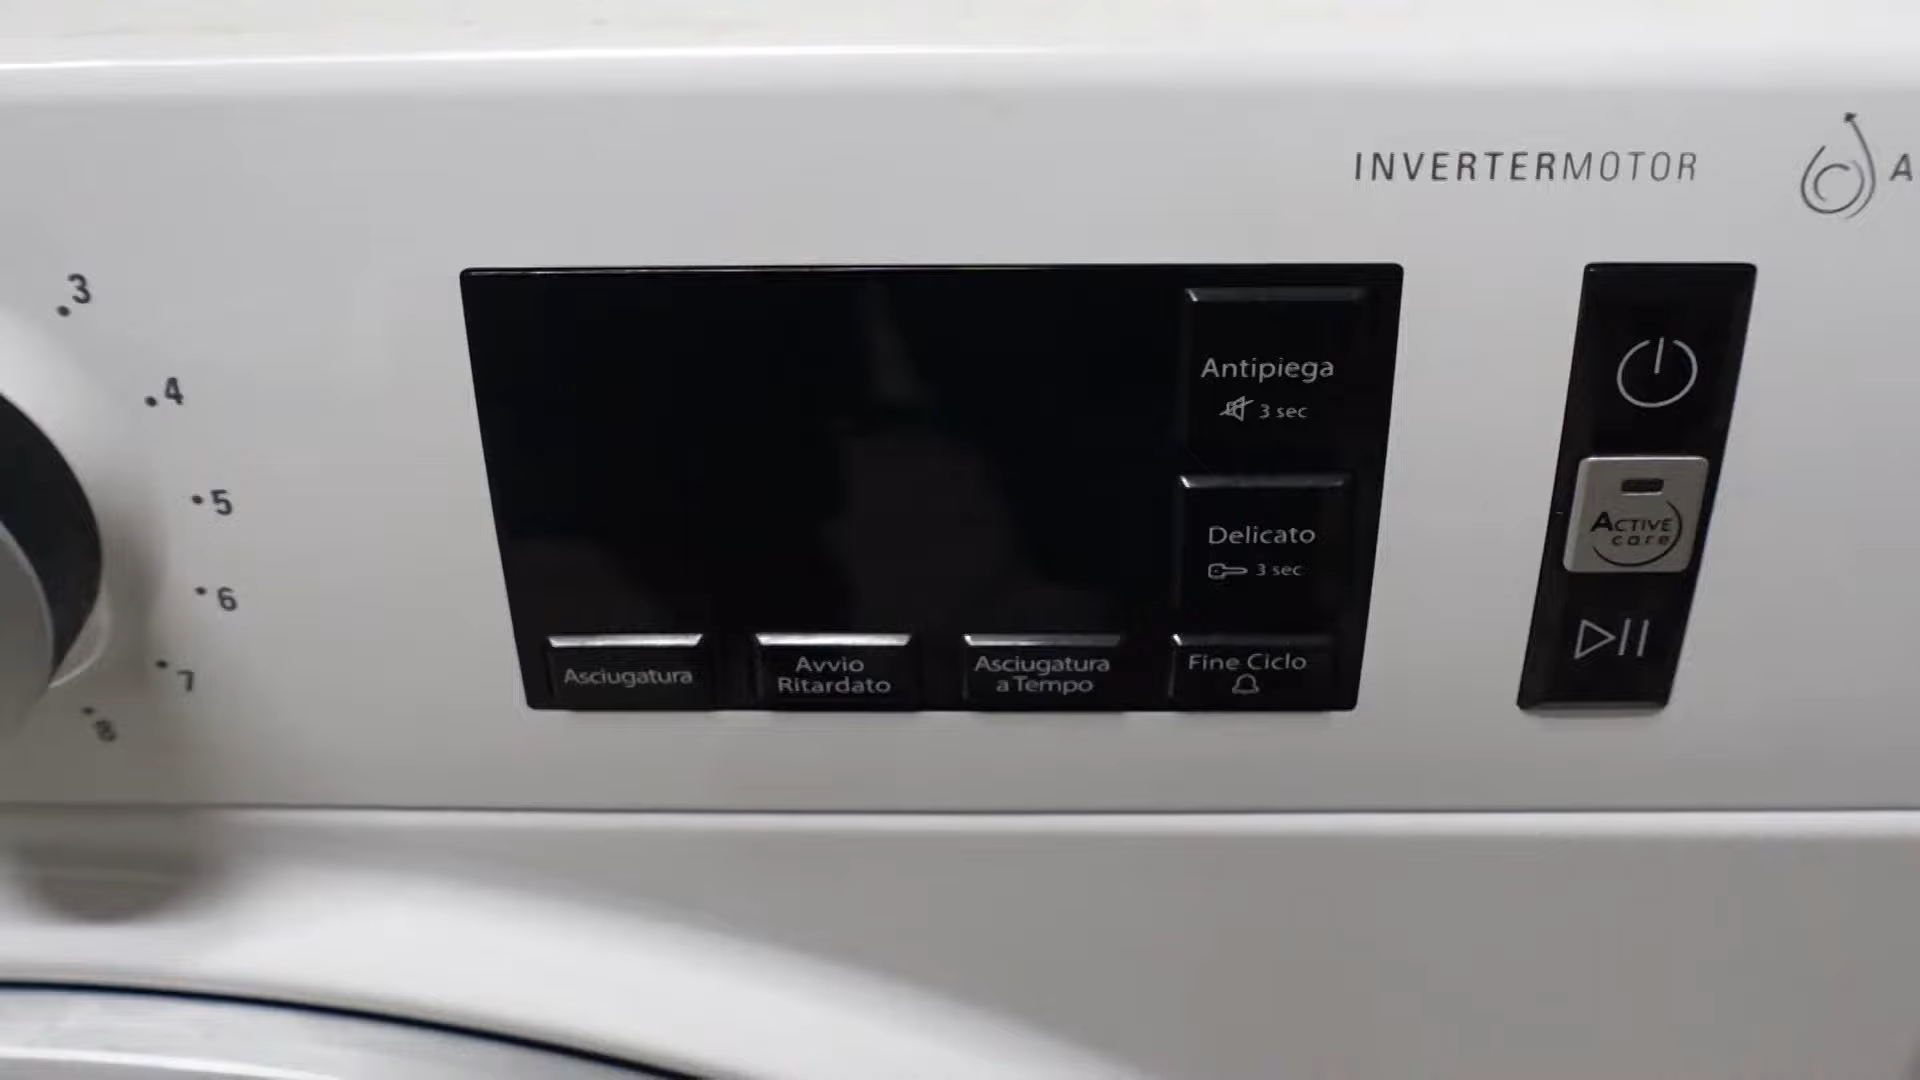 INVERTERMOTOR
A
3
4
5
6
7
8
Antipiega
3 sec
Delicato
3 sec
Asciugatura
Avvio
Ritardato
Asciugatura
a Tempo
Fine Ciclo
ACTIVE
care